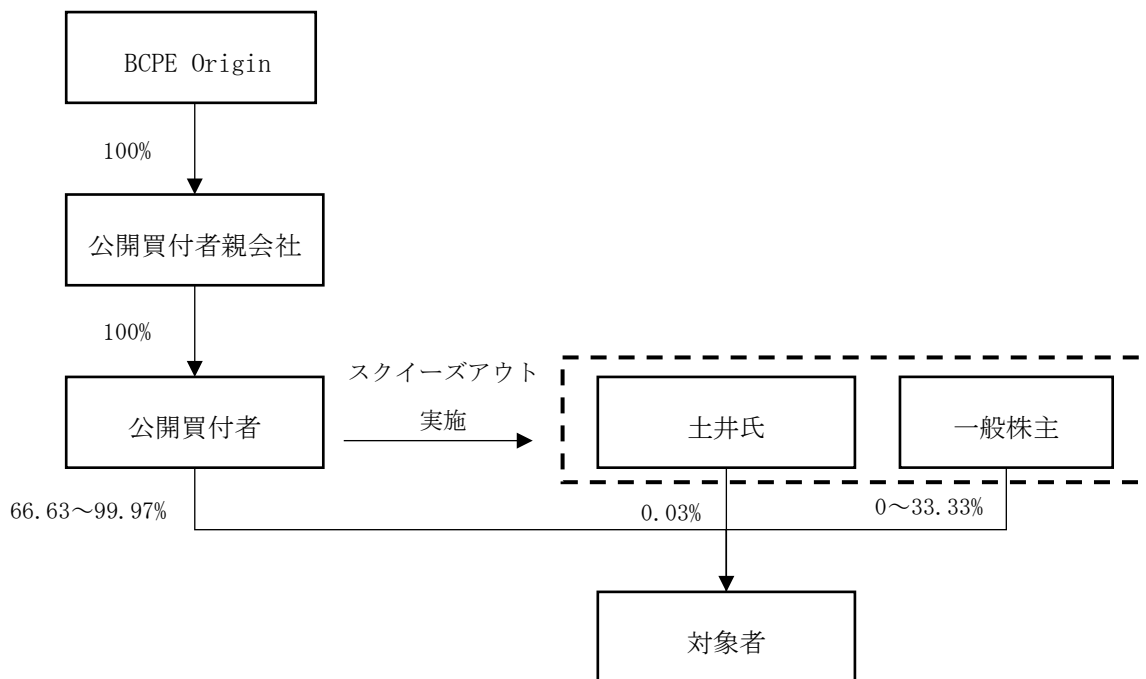 BCPE Origin
100%
公開買付者親会社
100%
スクイーズアウト
実施
公開買付者
土井氏
一般株主
66.63～99.97%
0.03%
0～33.33%
対象者